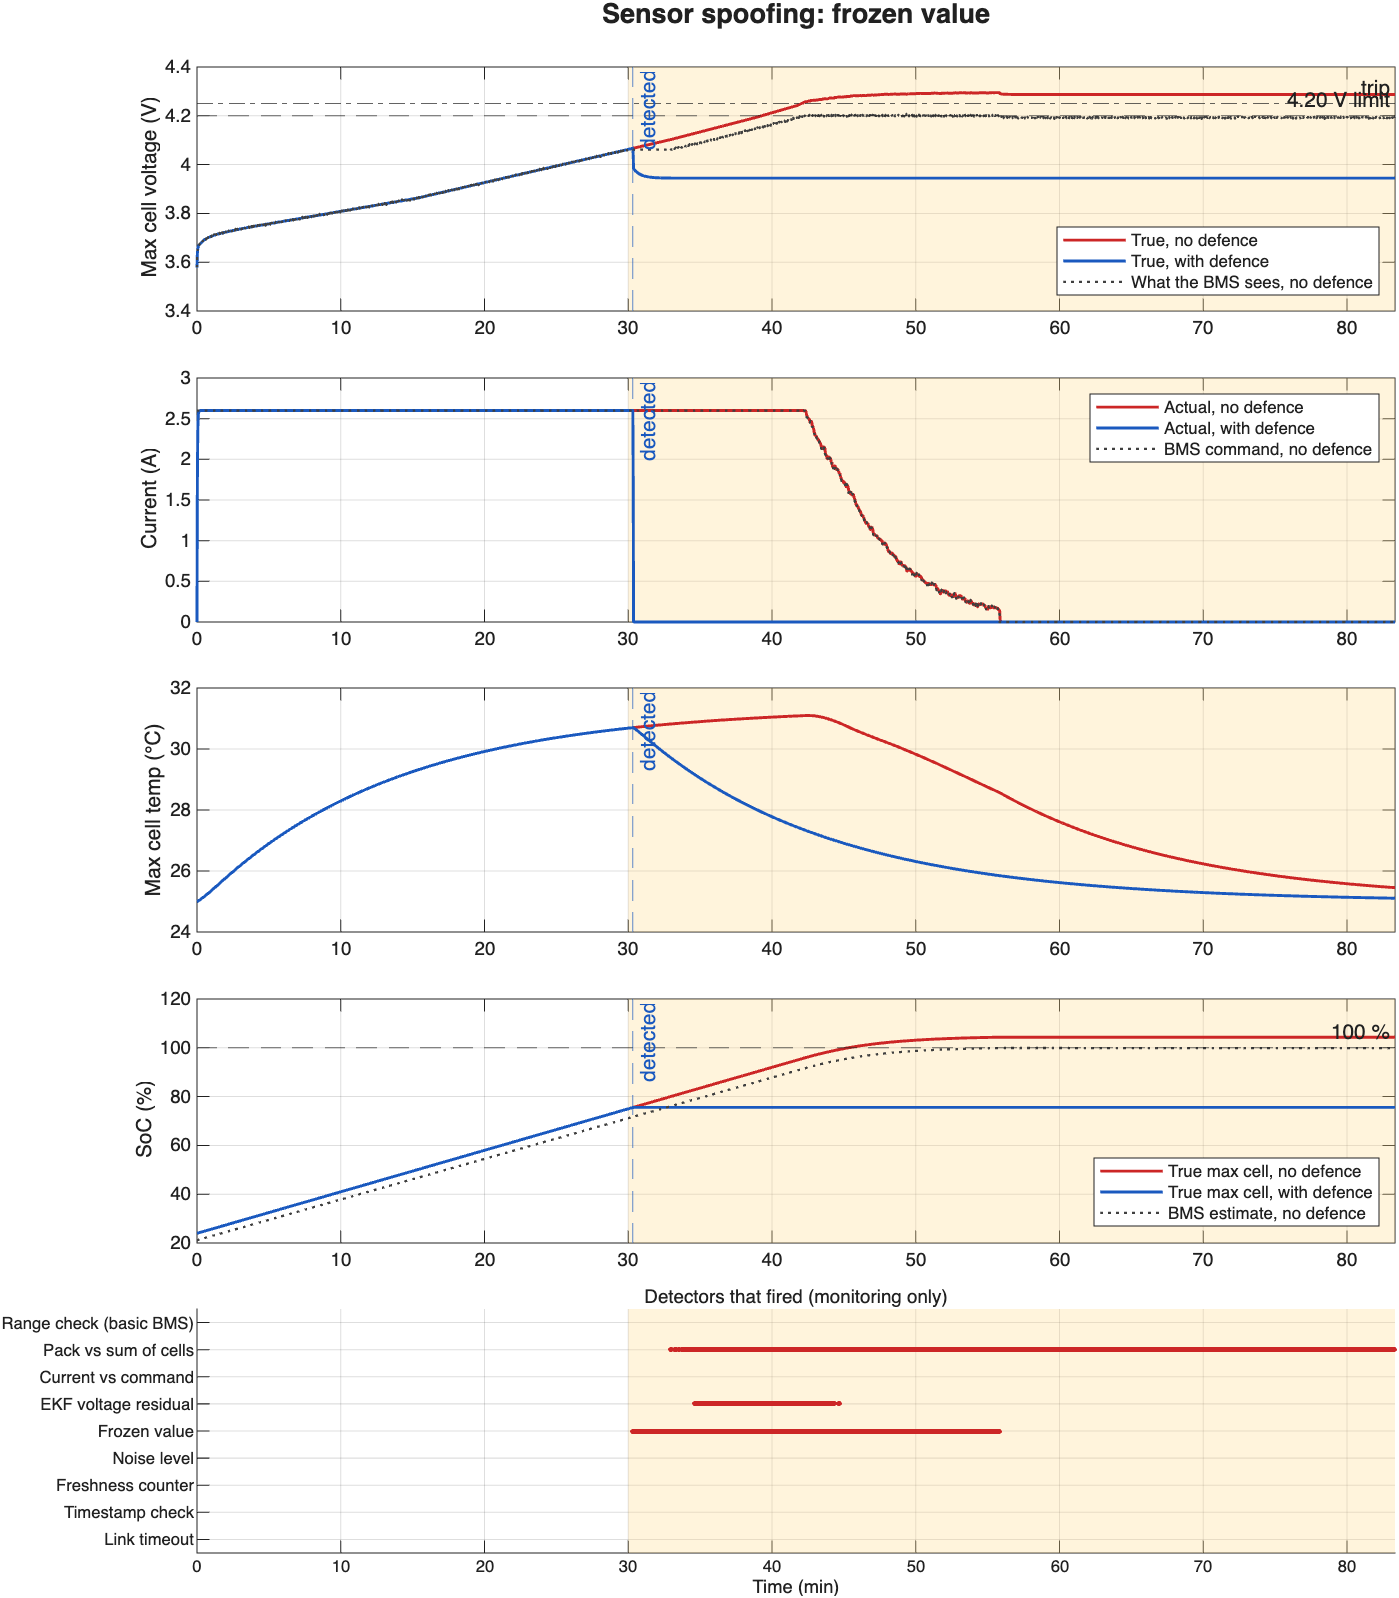 Sensor spoofing: frozen value
4.4
4.2
4
3.8
3.6
3.4
Max cell voltage (V)
detected
trip
4.20 V limit
True, no defence
True, with defence
What the BMS sees, no defence
0 10 20 30 40 50 60 70 80
3
2.5
2
1.5
1
0.5
0
Current (A)
detected
Actual, no defence
Actual, with defence
BMS command, no defence
0 10 20 30 40 50 60 70 80
32
30
28
26
24
Max cell temp (°C)
detected
0 10 20 30 40 50 60 70 80
120
100
80
60
40
20
SoC (%)
detected
100 %
True max cell, no defence
True max cell, with defence
BMS estimate, no defence
0 10 20 30 40 50 60 70 80
Detectors that fired (monitoring only)
Range check (basic BMS)
Pack vs sum of cells
Current vs command
EKF voltage residual
Frozen value
Noise level
Freshness counter
Timestamp check
Link timeout
0 10 20 30 40 50 60 70 80
Time (min)